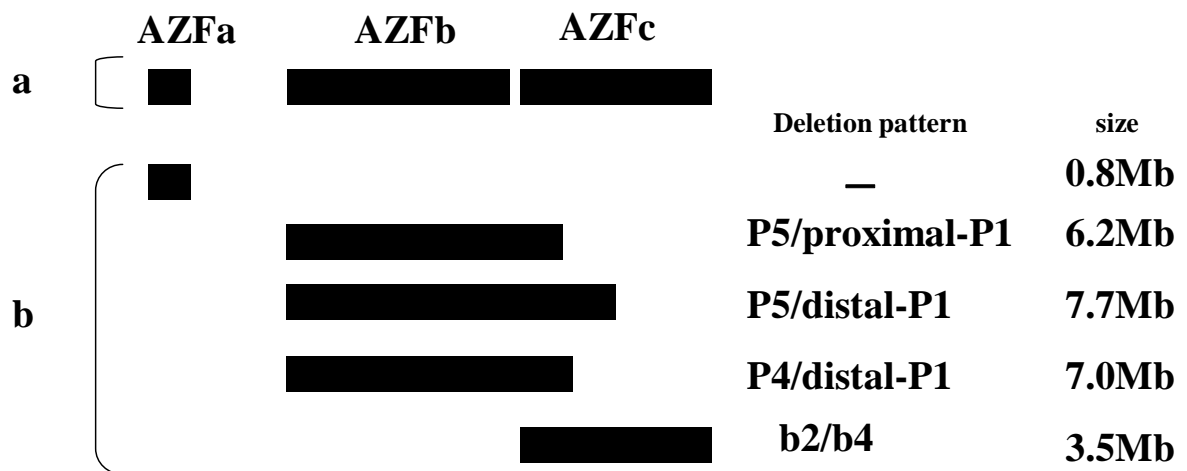 AZFa AZFb AZFc
a
Deletion pattern size
– 0.8Mb
P5/proximal-P1 6.2Mb
b P5/distal-P1 7.7Mb
P4/distal-P1 7.0Mb
b2/b4 3.5Mb